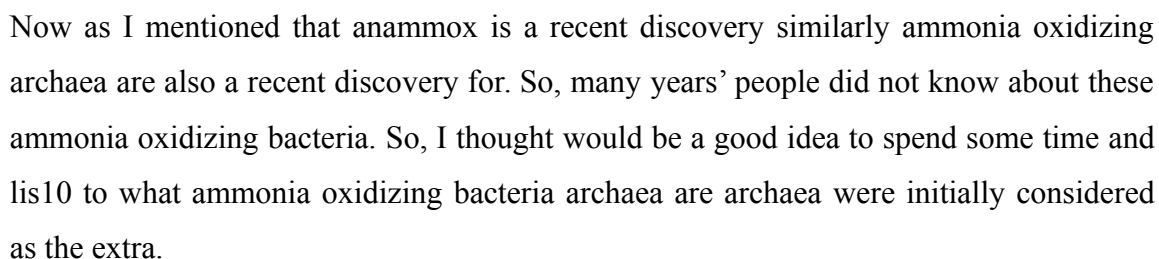 Now as I mentioned that anammox is a recent discovery similarly ammonia oxidizing
archaea are also a recent discovery for. So, many years’ people did not know about these
ammonia oxidizing bacteria. So, I thought would be a good idea to spend some time and
lis10 to what ammonia oxidizing bacteria archaea are archaea were initially considered
as the extra.